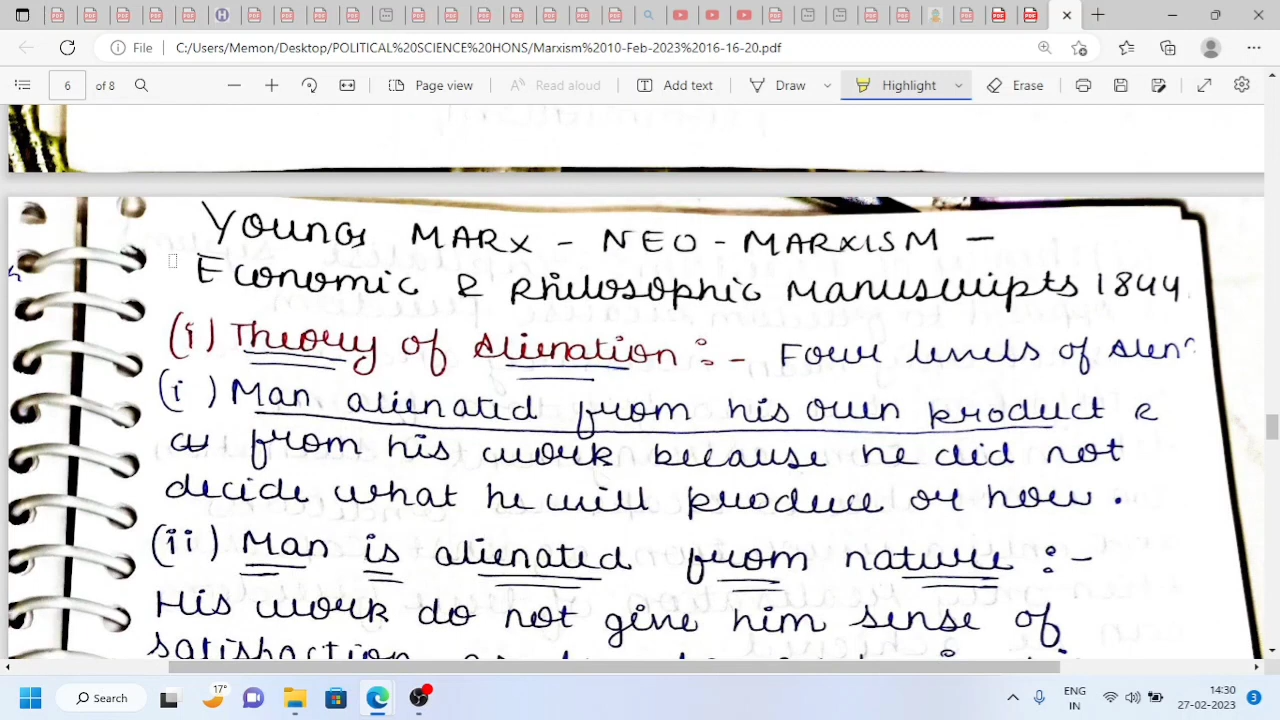 File
C:/Users/Memon/Desktop/POLITICAL%20SCIENCE%20HONS/Marxism%2010-Feb-2023%2016-16-20.pdf
6 of 8
Page view
Read aloud
Add text
Draw
Highlight
Erase
Young MARX - NEO - MARXISM -
Economic & Philosophic Manuscripts 1844
(i) Theory of Alienation :- Four levels of Alen
(i) Man alienated from his own product &
as from his work because he did not
decide what he will produce or how.
(ii) Man is alienated from nature :-
His work do not give him sense of
satisfaction
Search
17°
ENG
IN
14:30
27-02-2023
3